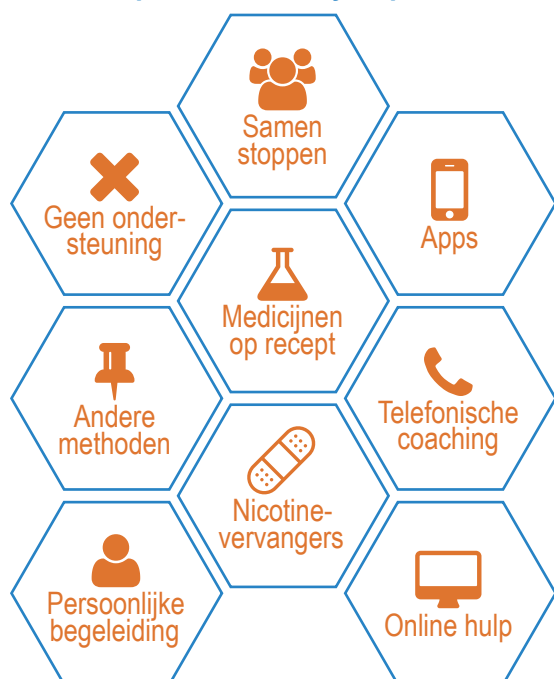 Samen
stoppen
Geen onder-
steuning
Apps
Medicijnen
op recept
Andere
methoden
Telefonische
coaching
Nicotine-
vervangers
Persoonlijke
begeleiding
Online hulp